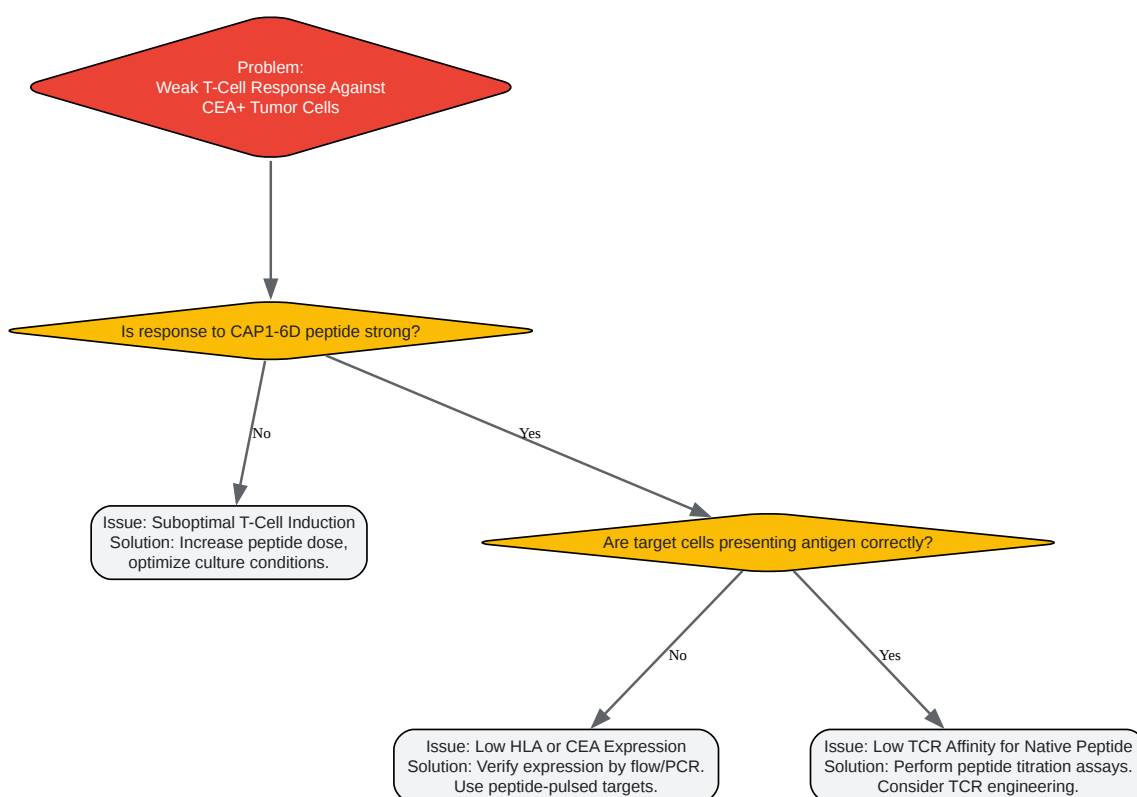 Problem:
Weak T-Cell Response Against
CEA+ Tumor Cells
Is response to CAP1-6D peptide strong?
No
Yes
Issue: Suboptimal T-Cell Induction
Solution: Increase peptide dose,
optimize culture conditions.
Are target cells presenting antigen correctly?
No
Yes
Issue: Low HLA or CEA Expression
Solution: Verify expression by flow/PCR.
Use peptide-pulsed targets.
Issue: Low TCR Affinity for Native Peptide
Solution: Perform peptide titration assays.
Consider TCR engineering.